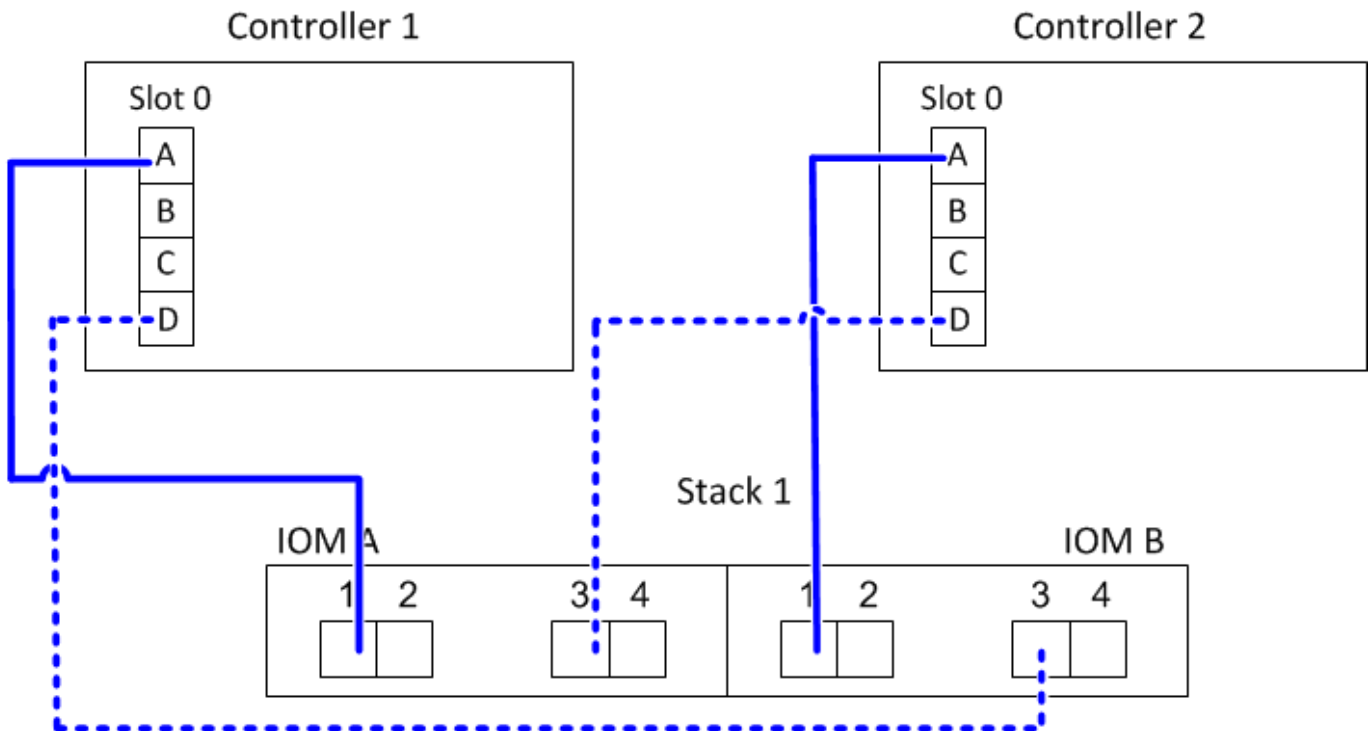 Controller 1
Controller 2
Slot 0
Slot 0
A
A
B
B
C
C
D
D
Stack 1
IOM A
IOM B
1 2 3 4 1 2 3 4